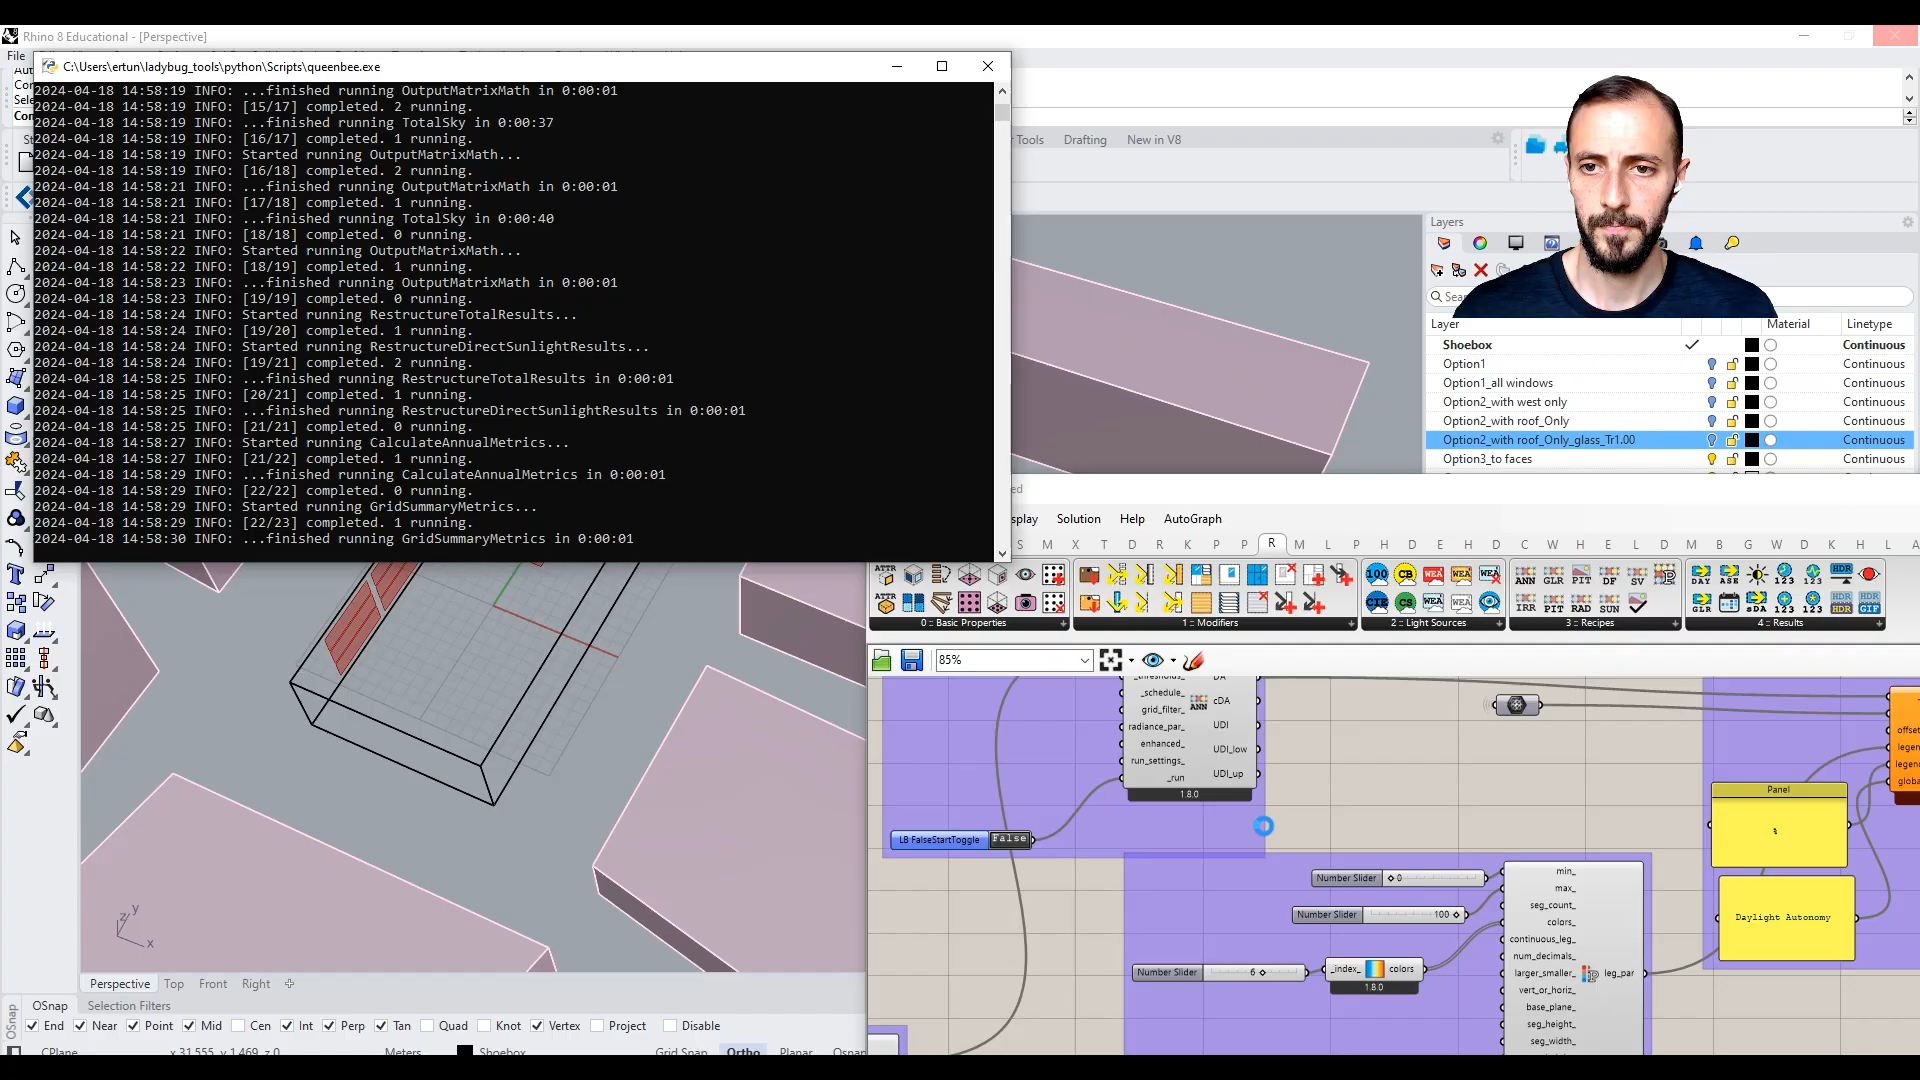 Rhino 8 Educational - [Perspective]
File
C:\Users\ertun\ladybug_tools\python\Scripts\queenbee.exe
2024-04-18 14:58:19 INFO: ...finished running OutputMatrixMath in 0:00:01
2024-04-18 14:58:19 INFO: [15/17] completed. 2 running.
2024-04-18 14:58:19 INFO: ...finished running TotalSky in 0:00:37
2024-04-18 14:58:19 INFO: [16/17] completed. 1 running.
2024-04-18 14:58:19 INFO: Started running OutputMatrixMath...
2024-04-18 14:58:19 INFO: [16/18] completed. 2 running.
2024-04-18 14:58:21 INFO: ...finished running OutputMatrixMath in 0:00:01
2024-04-18 14:58:21 INFO: [17/18] completed. 1 running.
2024-04-18 14:58:21 INFO: ...finished running TotalSky in 0:00:40
2024-04-18 14:58:21 INFO: [18/18] completed. 0 running.
2024-04-18 14:58:22 INFO: Started running OutputMatrixMath...
2024-04-18 14:58:22 INFO: [18/19] completed. 1 running.
2024-04-18 14:58:23 INFO: ...finished running OutputMatrixMath in 0:00:01
2024-04-18 14:58:23 INFO: [19/19] completed. 0 running.
2024-04-18 14:58:24 INFO: Started running RestructureTotalResults...
2024-04-18 14:58:24 INFO: [19/20] completed. 1 running.
2024-04-18 14:58:24 INFO: Started running RestructureDirectSunlightResults...
2024-04-18 14:58:24 INFO: [19/21] completed. 2 running.
2024-04-18 14:58:25 INFO: ...finished running RestructureTotalResults in 0:00:01
2024-04-18 14:58:25 INFO: [20/21] completed. 1 running.
2024-04-18 14:58:25 INFO: ...finished running RestructureDirectSunlightResults in 0:00:01
2024-04-18 14:58:25 INFO: [21/21] completed. 0 running.
2024-04-18 14:58:27 INFO: Started running CalculateAnnualMetrics...
2024-04-18 14:58:27 INFO: [21/22] completed. 1 running.
2024-04-18 14:58:29 INFO: ...finished running CalculateAnnualMetrics in 0:00:01
2024-04-18 14:58:29 INFO: [22/22] completed. 0 running.
2024-04-18 14:58:29 INFO: Started running GridSummaryMetrics...
2024-04-18 14:58:29 INFO: [22/23] completed. 1 running.
2024-04-18 14:58:30 INFO: ...finished running GridSummaryMetrics in 0:00:01
Tools Drafting New in V8
Layers
Layer Material Linetype
Shoebox Continuous
Option1 Continuous
Option1_all windows Continuous
Option2_with west only Continuous
Option2_with roof_Only Continuous
Option2_with roof_Only_glass_Tr1.00 Continuous
Option3_to faces Continuous
Solution Help AutoGraph
S M X T D R K P P R M L P H D E H D C W H E L D M B G W D K H L A
0 :: Basic Properties
1 :: Modifiers
2 :: Light Sources
3 :: Recipes
4 :: Results
85%
_schedule_
grid_filter_
radiance_par_
enhanced_
run_settings_
_run
DA
cDA
UDI
UDI_low
UDI_up
1.8.0
LB FalseStartToggle False
Number Slider 0
Number Slider 100
Number Slider 6
_index_ colors
1.8.0
min_
max_
seg_count_
colors_
continuous_leg_
num_decimals_
larger_smaller_
leg_par
vert_or_horiz_
base_plane_
seg_height_
seg_width_
Panel
%
Daylight Autonomy
z y x
Perspective Top Front Right
OSnap Selection Filters
End Near Point Mid Cen Int Perp Tan Quad Knot Vertex Project Disable
CPlane x 31.555, y 1.469, z 0 Meters Shoebox Grid Snap Ortho Planar Osnap